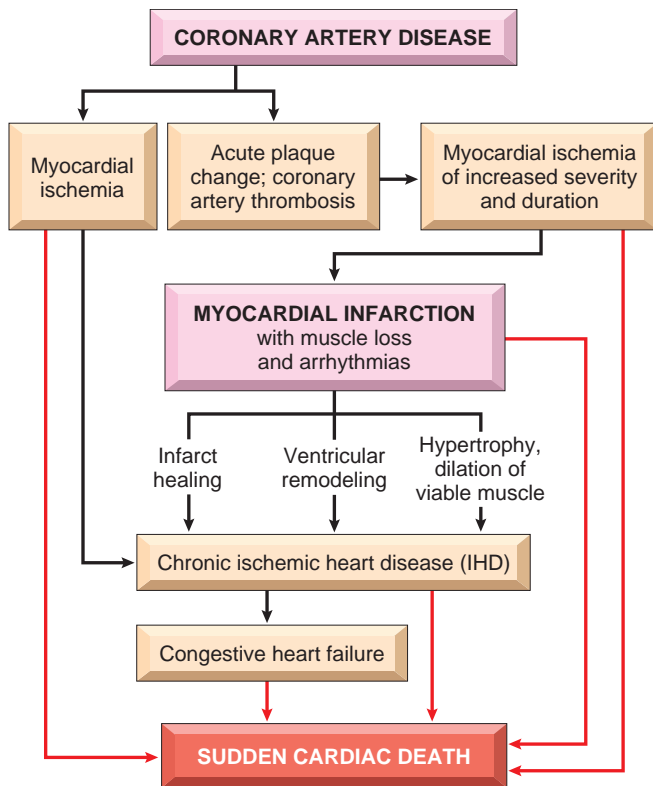 CORONARY ARTERY DISEASE
Myocardial
ischemia
Acute plaque
change; coronary
artery thrombosis
Myocardial ischemia
of increased severity
and duration
MYOCARDIAL INFARCTION
with muscle loss
and arrhythmias
Infarct
healing
Ventricular
remodeling
Hypertrophy,
dilation of
viable muscle
Chronic ischemic heart disease (IHD)
Congestive heart failure
SUDDEN CARDIAC DEATH